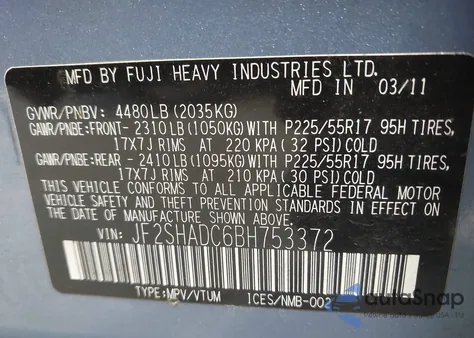 MFD BY FUJI HEAVY INDUSTRIES LTD.
MFD IN 03/11
GVWR/PNBV: 4480LB (2035KG)
GAWR/PNBE: FRONT- 2310LB (1050KG) WITH P225/55R17 95H TIRES,
17X7J RIMS AT 220 KPA (32 PSI) COLD
GAWR/PNBE: REAR - 2410LB (1095KG) WITH P225/55R17 95H TIRES,
17X7J RIMS AT 210 KPA (30 PSI) COLD
THIS VEHICLE CONFORMS TO ALL APPLICABLE FEDERAL MOTOR
VEHICLE SAFETY STANDARDS IN EFFECT ON THE DATE OF
MANUFACTURE SHOWN ABOVE.
VIN: JF2SHADC6BH753372
TYPE:MPV/VTUM ICES/NMB-002
autoSnap